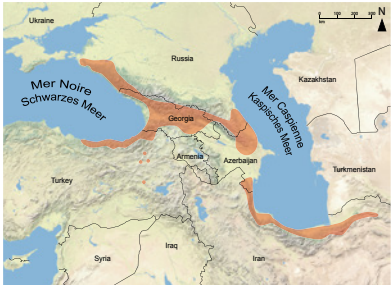 Ukraine
N
0
100
200
300
km
Russia
Kazakhstan
Mer Noire
Schwarzes Meer
Mer Caspienne
Kaspisches Meer
Georgia
Armenia
Azerbaijan
Turkmenistan
Turkey
Syria
Iraq
Iran